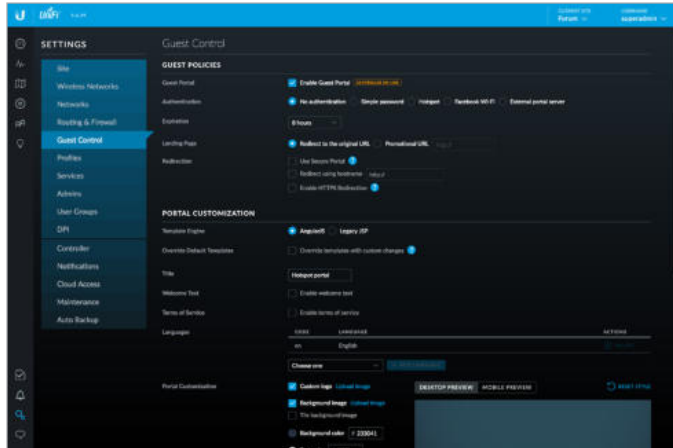 UniFi
CURRENT SITE
USERNAME
superadmin
SETTINGS
Guest Control
Site
Wireless Networks
Networks
Routing & Firewall
Guest Control
Profiles
Services
Admins
User Groups
DPI
Controller
Notifications
Cloud Access
Maintenance
Auto Backup
GUEST POLICIES
Guest Portal
Enable Guest Portal
Authentication
No authentication Simple password Hotspot Facebook Wi-Fi External portal server
Expiration
8 hours
Landing Page
Redirect to the original URL Promotional URL
Redirection
Use Secure Portal
Redirect using hostname
Enable HTTPS Redirection
PORTAL CUSTOMIZATION
Template Engine
AngularJS Legacy JSP
Override Default Templates
Override templates with custom changes
Title
Hotspot portal
Welcome Text
Enable welcome text
Terms of Service
Enable terms of service
Languages
CODE LANGUAGE ACTIONS
en English
Choose one
Portal Customization
Custom logo Upload image
DESKTOP PREVIEW MOBILE PREVIEW RESET STYLE
Background image Upload image
Tile background image
Background color # 233041